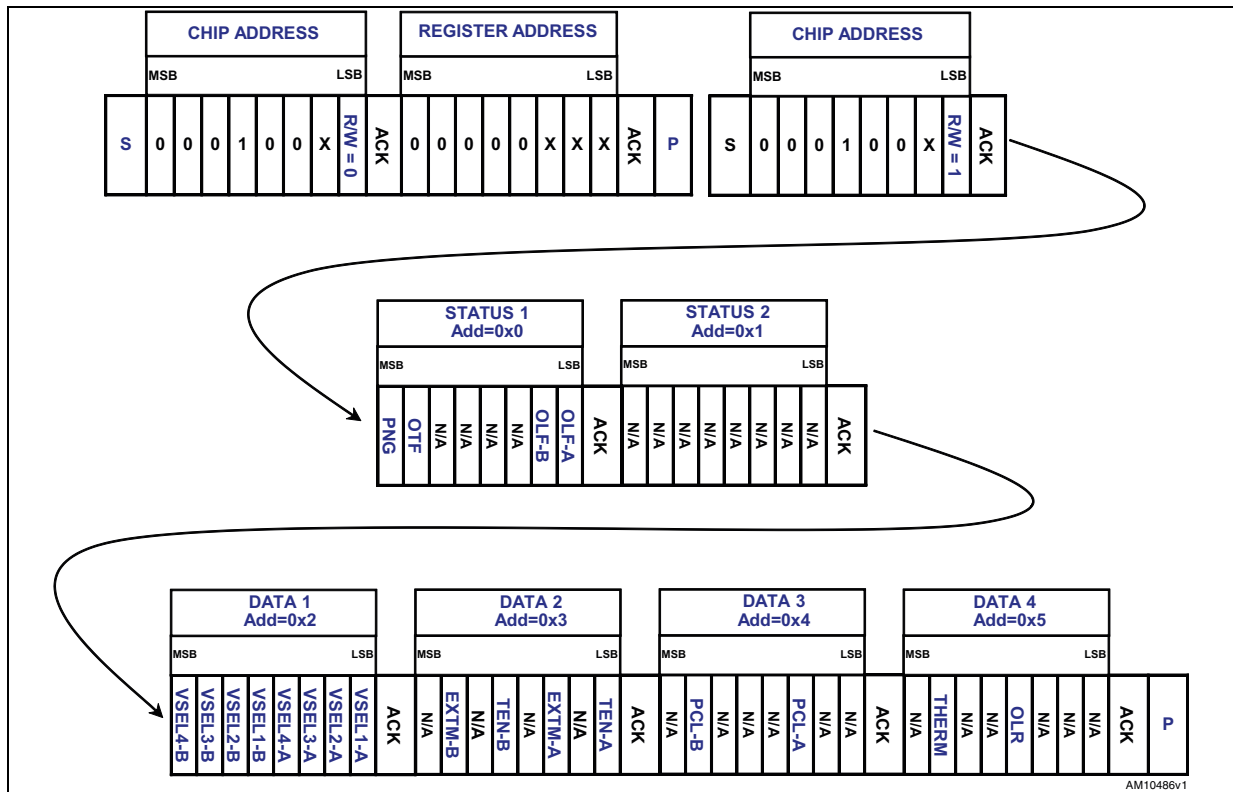 CHIP ADDRESS REGISTER ADDRESS CHIP ADDRESS
MSB LSB MSB LSB
S 0 0 0 1 0 0 X R/W = 0 ACK 0 0 0 0 0 X X X ACK P S 0 0 0 1 0 0 X R/W = 1 ACK
STATUS 1 STATUS 2
Add=0x0 Add=0x1
MSB LSB MSB LSB
PNG OTF N/A N/A N/A N/A OLF-B OLF-A ACK N/A N/A N/A N/A N/A N/A N/A N/A ACK
DATA 1 DATA 2 DATA 3 DATA 4
Add=0x2 Add=0x3 Add=0x4 Add=0x5
MSB LSB MSB LSB MSB LSB MSB LSB
VSEL4-B VSEL3-B VSEL2-B VSEL1-B VSEL4-A VSEL3-A VSEL2-A VSEL1-A ACK N/A EXTM-B N/A TEN-B N/A EXTM-A N/A TEN-A ACK N/A PCL-B N/A N/A N/A PCL-A N/A N/A ACK N/A THERM N/A N/A OLR N/A N/A N/A ACK P
AM10486v1